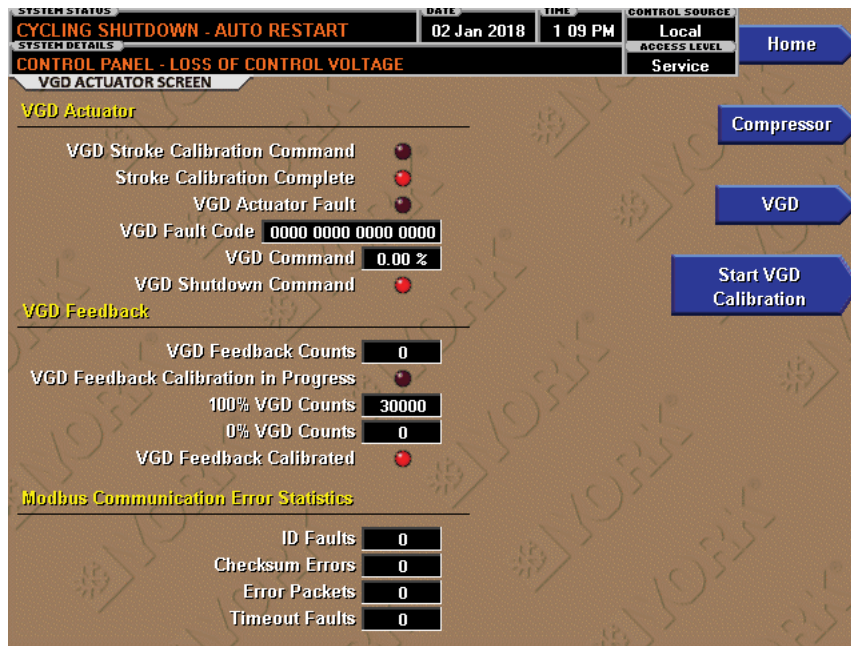 SYSTEM STATUS
CYCLING SHUTDOWN - AUTO RESTART
DATE
02 Jan 2018
TIME
1 09 PM
CONTROL SOURCE
Local
SYSTEM DETAILS
CONTROL PANEL - LOSS OF CONTROL VOLTAGE
ACCESS LEVEL
Service
Home
VGD ACTUATOR SCREEN
VGD Actuator
Compressor
VGD Stroke Calibration Command
Stroke Calibration Complete
VGD Actuator Fault
VGD
VGD Fault Code 0000 0000 0000 0000
VGD Command 0.00 %
VGD Shutdown Command
Start VGD
Calibration
VGD Feedback
VGD Feedback Counts 0
VGD Feedback Calibration in Progress
100% VGD Counts 30000
0% VGD Counts 0
VGD Feedback Calibrated
Modbus Communication Error Statistics
ID Faults 0
Checksum Errors 0
Error Packets 0
Timeout Faults 0
YORK